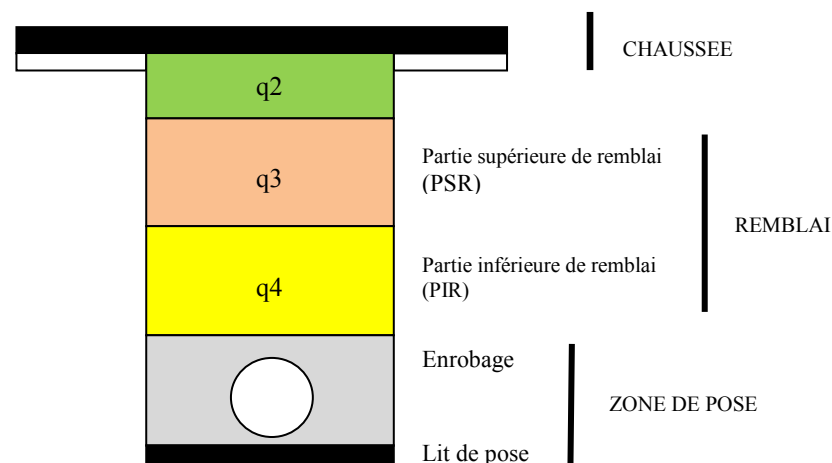 CHAUSSEE
q2
Partie supérieure de remblai
(PSR)
q3
REMBLAI
Partie inférieure de remblai
(PIR)
q4
Enrobage
ZONE DE POSE
Lit de pose